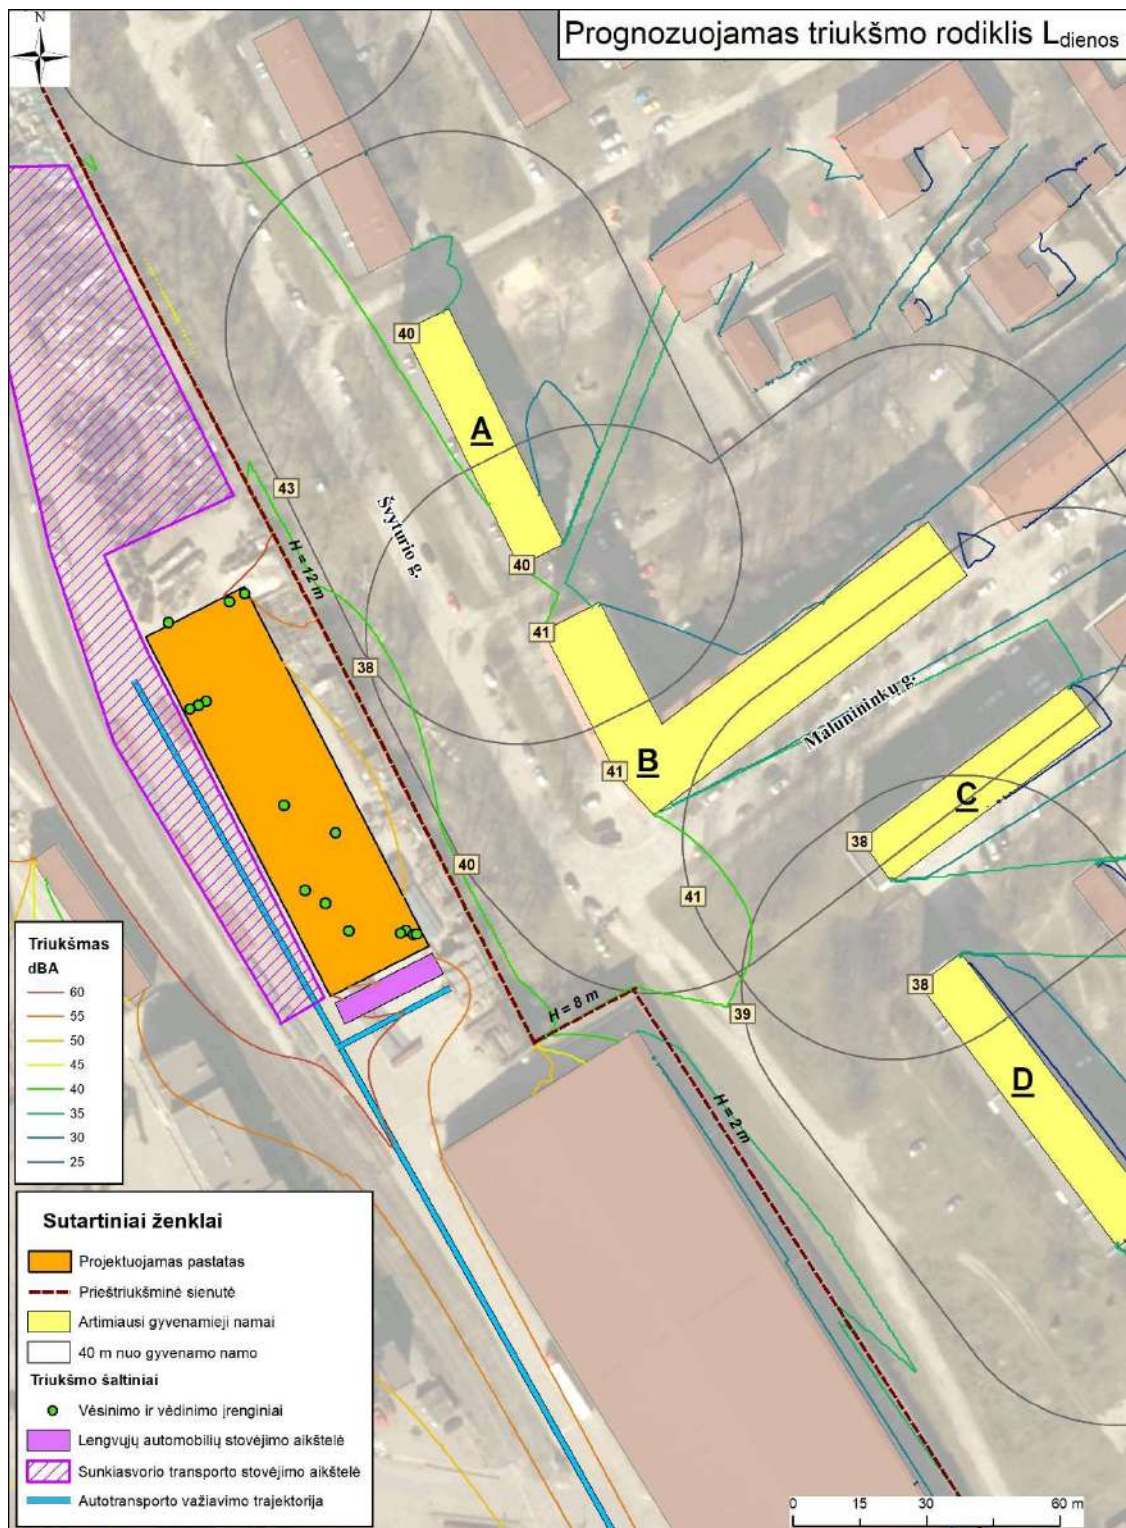 N
Prognozuojamas triukšmo rodiklis Ldienos
40
A
43
Švyturio g.
H = 12 m
40
41
38
B
41
Malunininkų g.
C
38
40
41
38
39
H = 8 m
D
H = 2 m
Triukšmas
dBA
60
55
50
45
40
35
30
25
Sutartiniai ženklai
Projektuojamas pastatas
Prieštriukšminė sienutė
Artimiausi gyvenamieji namai
40 m nuo gyvenamo namo
Triukšmo šaltiniai
Vėsinimo ir vėdinimo įrenginiai
Lengvųjų automobilių stovėjimo aikštelė
Sunkiasvorio transporto stovėjimo aikštelė
Autotransporto važiavimo trajektorija
0 15 30 60 m